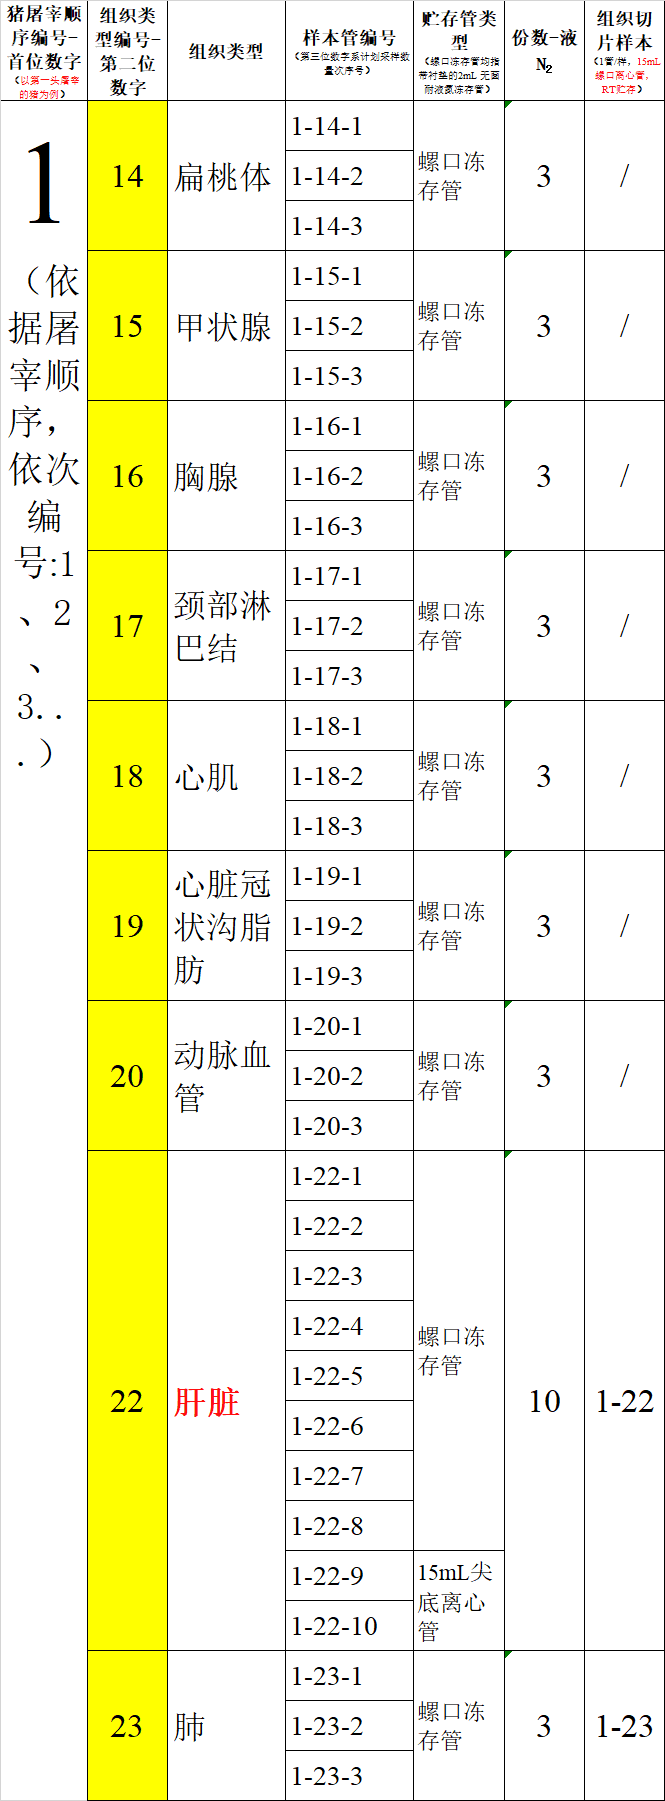 猪屠宰顺
序编号-
首位数字
（以第一头屠宰
的猪为例）
组织类
型编号-
第二位
数字
组织类型
样本管编号
（第三位数字系计划采样数
量次序号）
贮存管类
型
（螺口冻存管均指
带衬垫的2mL 无菌
耐液氮冻存管）
份数-液
N₂
组织切
片样本
（1管/样，15mL
螺口离心管，
RT贮存）
1
（依
据屠
宰顺
序，
依次
编
号:1
、2
、
3..
.）
14
扁桃体
1-14-1
1-14-2
1-14-3
螺口冻
存管
3
/
15
甲状腺
1-15-1
1-15-2
1-15-3
螺口冻
存管
3
/
16
胸腺
1-16-1
1-16-2
1-16-3
螺口冻
存管
3
/
17
颈部淋
巴结
1-17-1
1-17-2
1-17-3
螺口冻
存管
3
/
18
心肌
1-18-1
1-18-2
1-18-3
螺口冻
存管
3
/
19
心脏冠
状沟脂
肪
1-19-1
1-19-2
1-19-3
螺口冻
存管
3
/
20
动脉血
管
1-20-1
1-20-2
1-20-3
螺口冻
存管
3
/
22
肝脏
1-22-1
1-22-2
1-22-3
1-22-4
1-22-5
1-22-6
1-22-7
1-22-8
1-22-9
1-22-10
螺口冻
存管
15mL尖
底离心
管
10
1-22
23
肺
1-23-1
1-23-2
1-23-3
螺口冻
存管
3
1-23